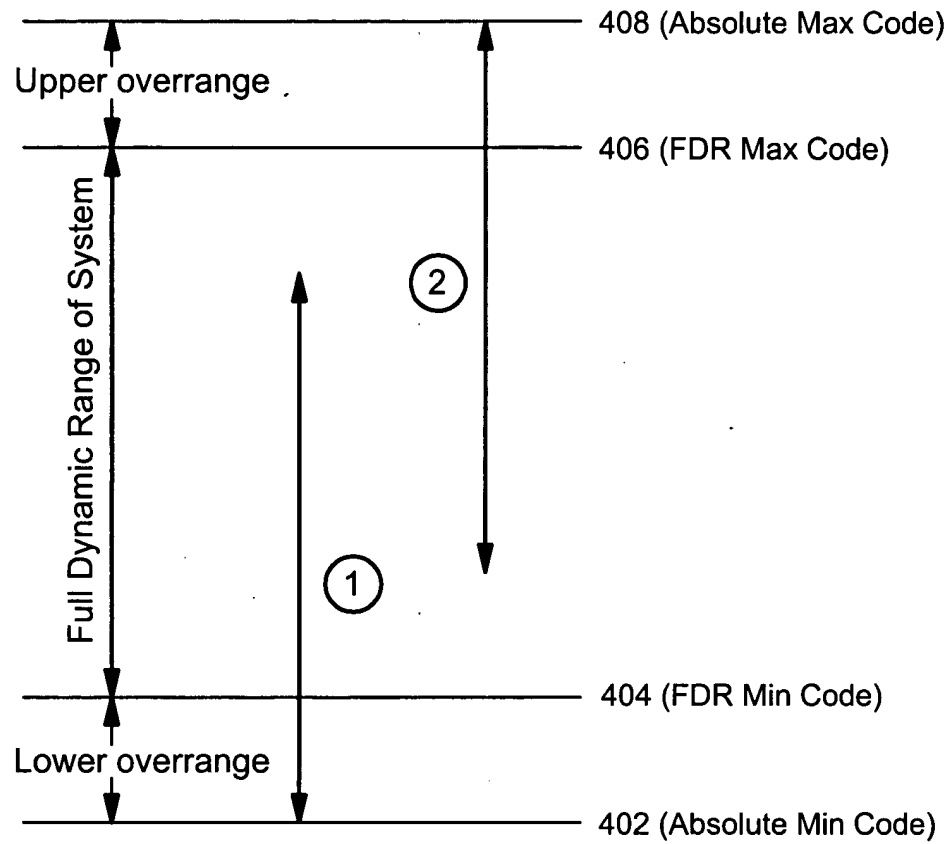 408 (Absolute Max Code)
Upper overrange
406 (FDR Max Code)
Full Dynamic Range of System
2
1
404 (FDR Min Code)
Lower overrange
402 (Absolute Min Code)